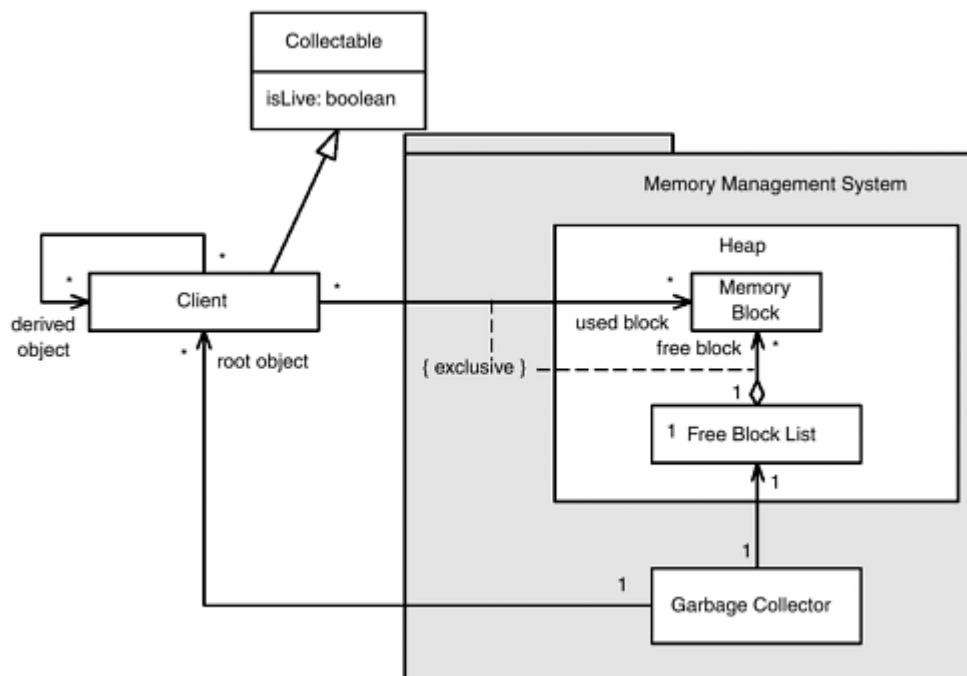 Collectable
isLive: boolean
Memory Management System
Heap
*
Client
*
*
derived
object
*
root object
*
*
used block
Memory
Block
free block
*
{ exclusive }
1
1
Free Block List
1
1
1
Garbage Collector